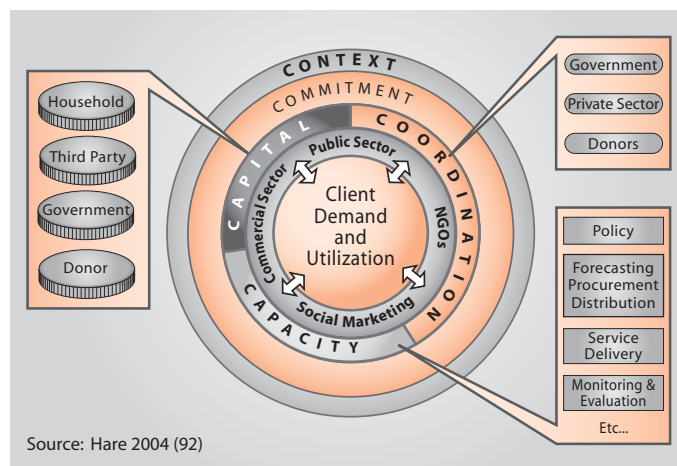 CONTEXT
COMMITMENT
CAPITAL
COORDINATION
CAPACITY
Public Sector
Commercial Sector
NGOs
Social Marketing
Client
Demand
and
Utilization
Household
Third Party
Government
Donor
Government
Private Sector
Donors
Policy
Forecasting
Procurement
Distribution
Service
Delivery
Monitoring &
Evaluation
Etc...
Source: Hare 2004 (92)